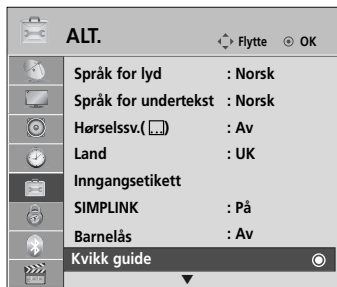 ALT.
Flytte OK
Språk for lyd : Norsk
Språk for undertekst : Norsk
Hørselssv.( ) : Av
Land : UK
Inngangsetikett
SIMPLINK : På
Barnelås : Av
Kvikk guide